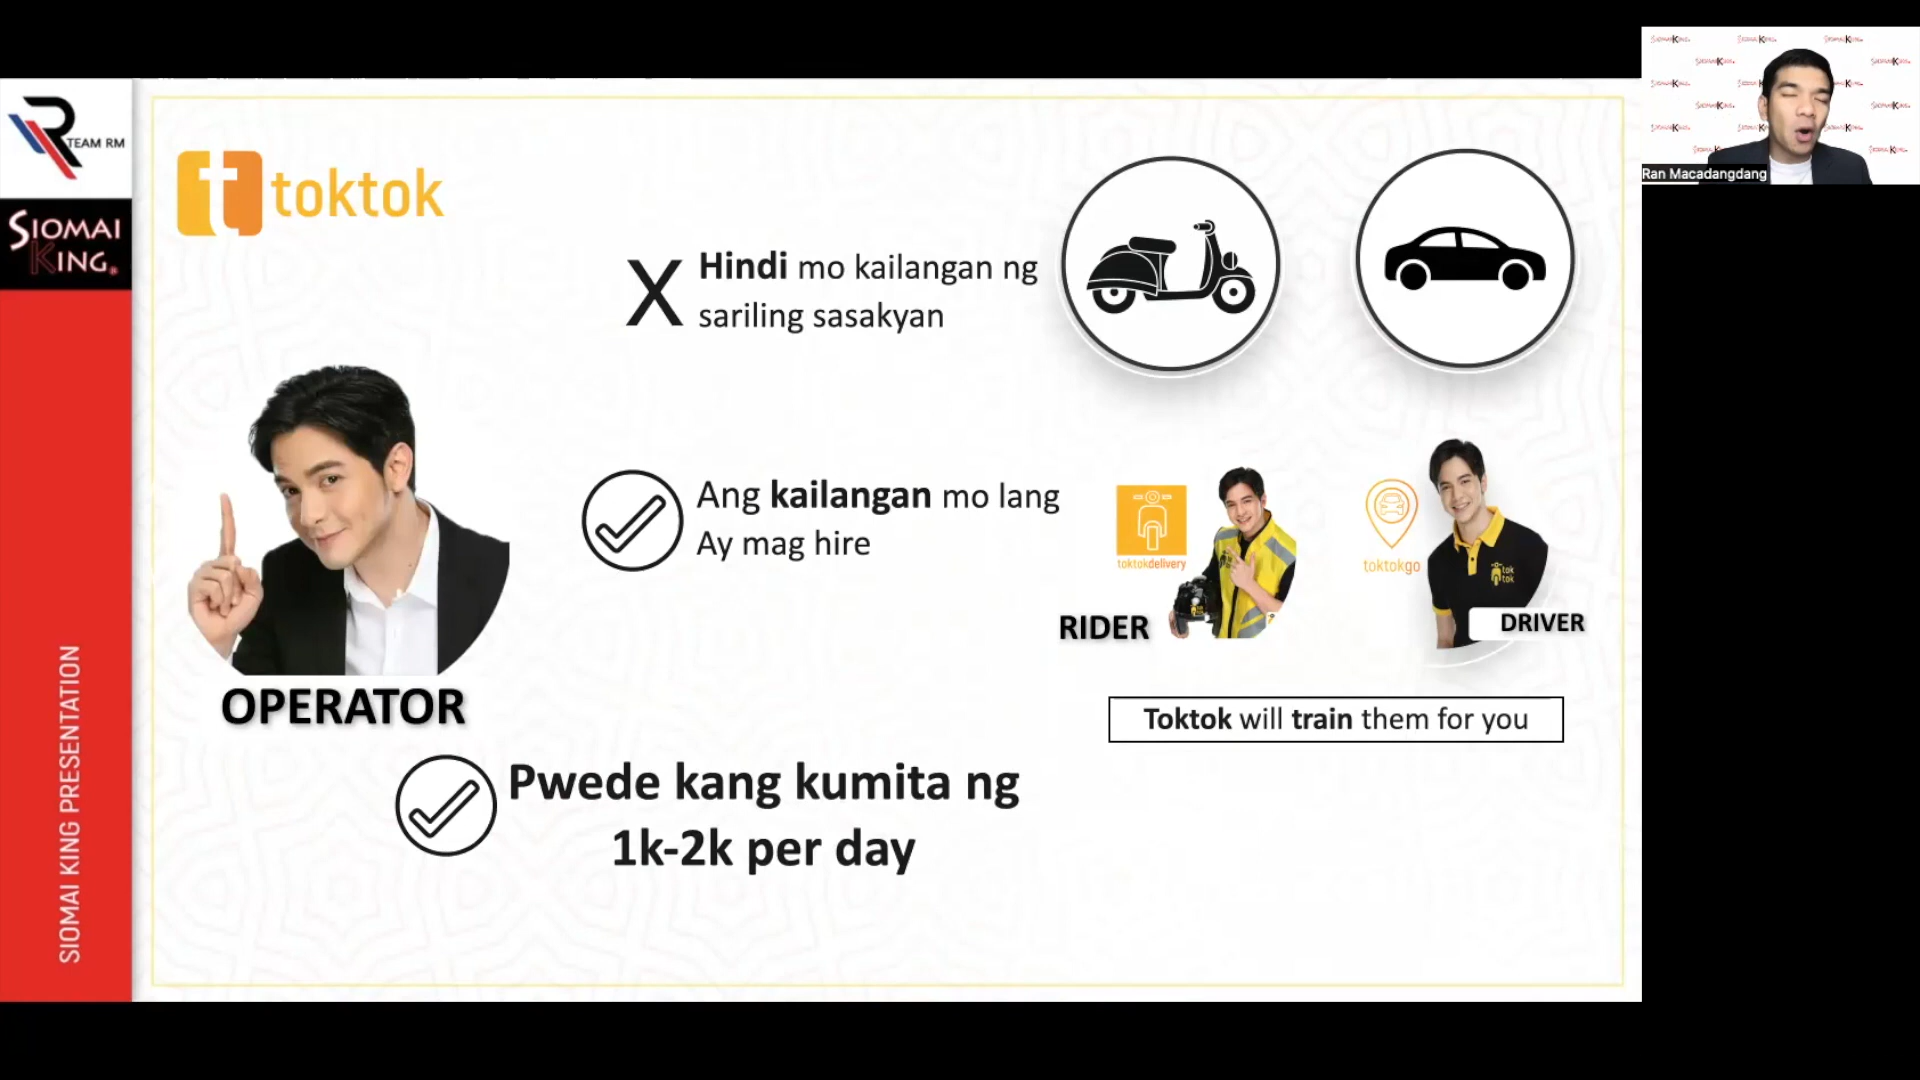 TEAM RM
SIOMAI
KING
SIOMAI KING PRESENTATION
toktok
X Hindi mo kailangan ng
sariling sasakyan
Ang kailangan mo lang
Ay mag hire
toktokdelivery
toktokgo
tok
tok
RIDER
DRIVER
OPERATOR
Toktok will train them for you
Pwede kang kumita ng
1k-2k per day
Ran Macadangdang